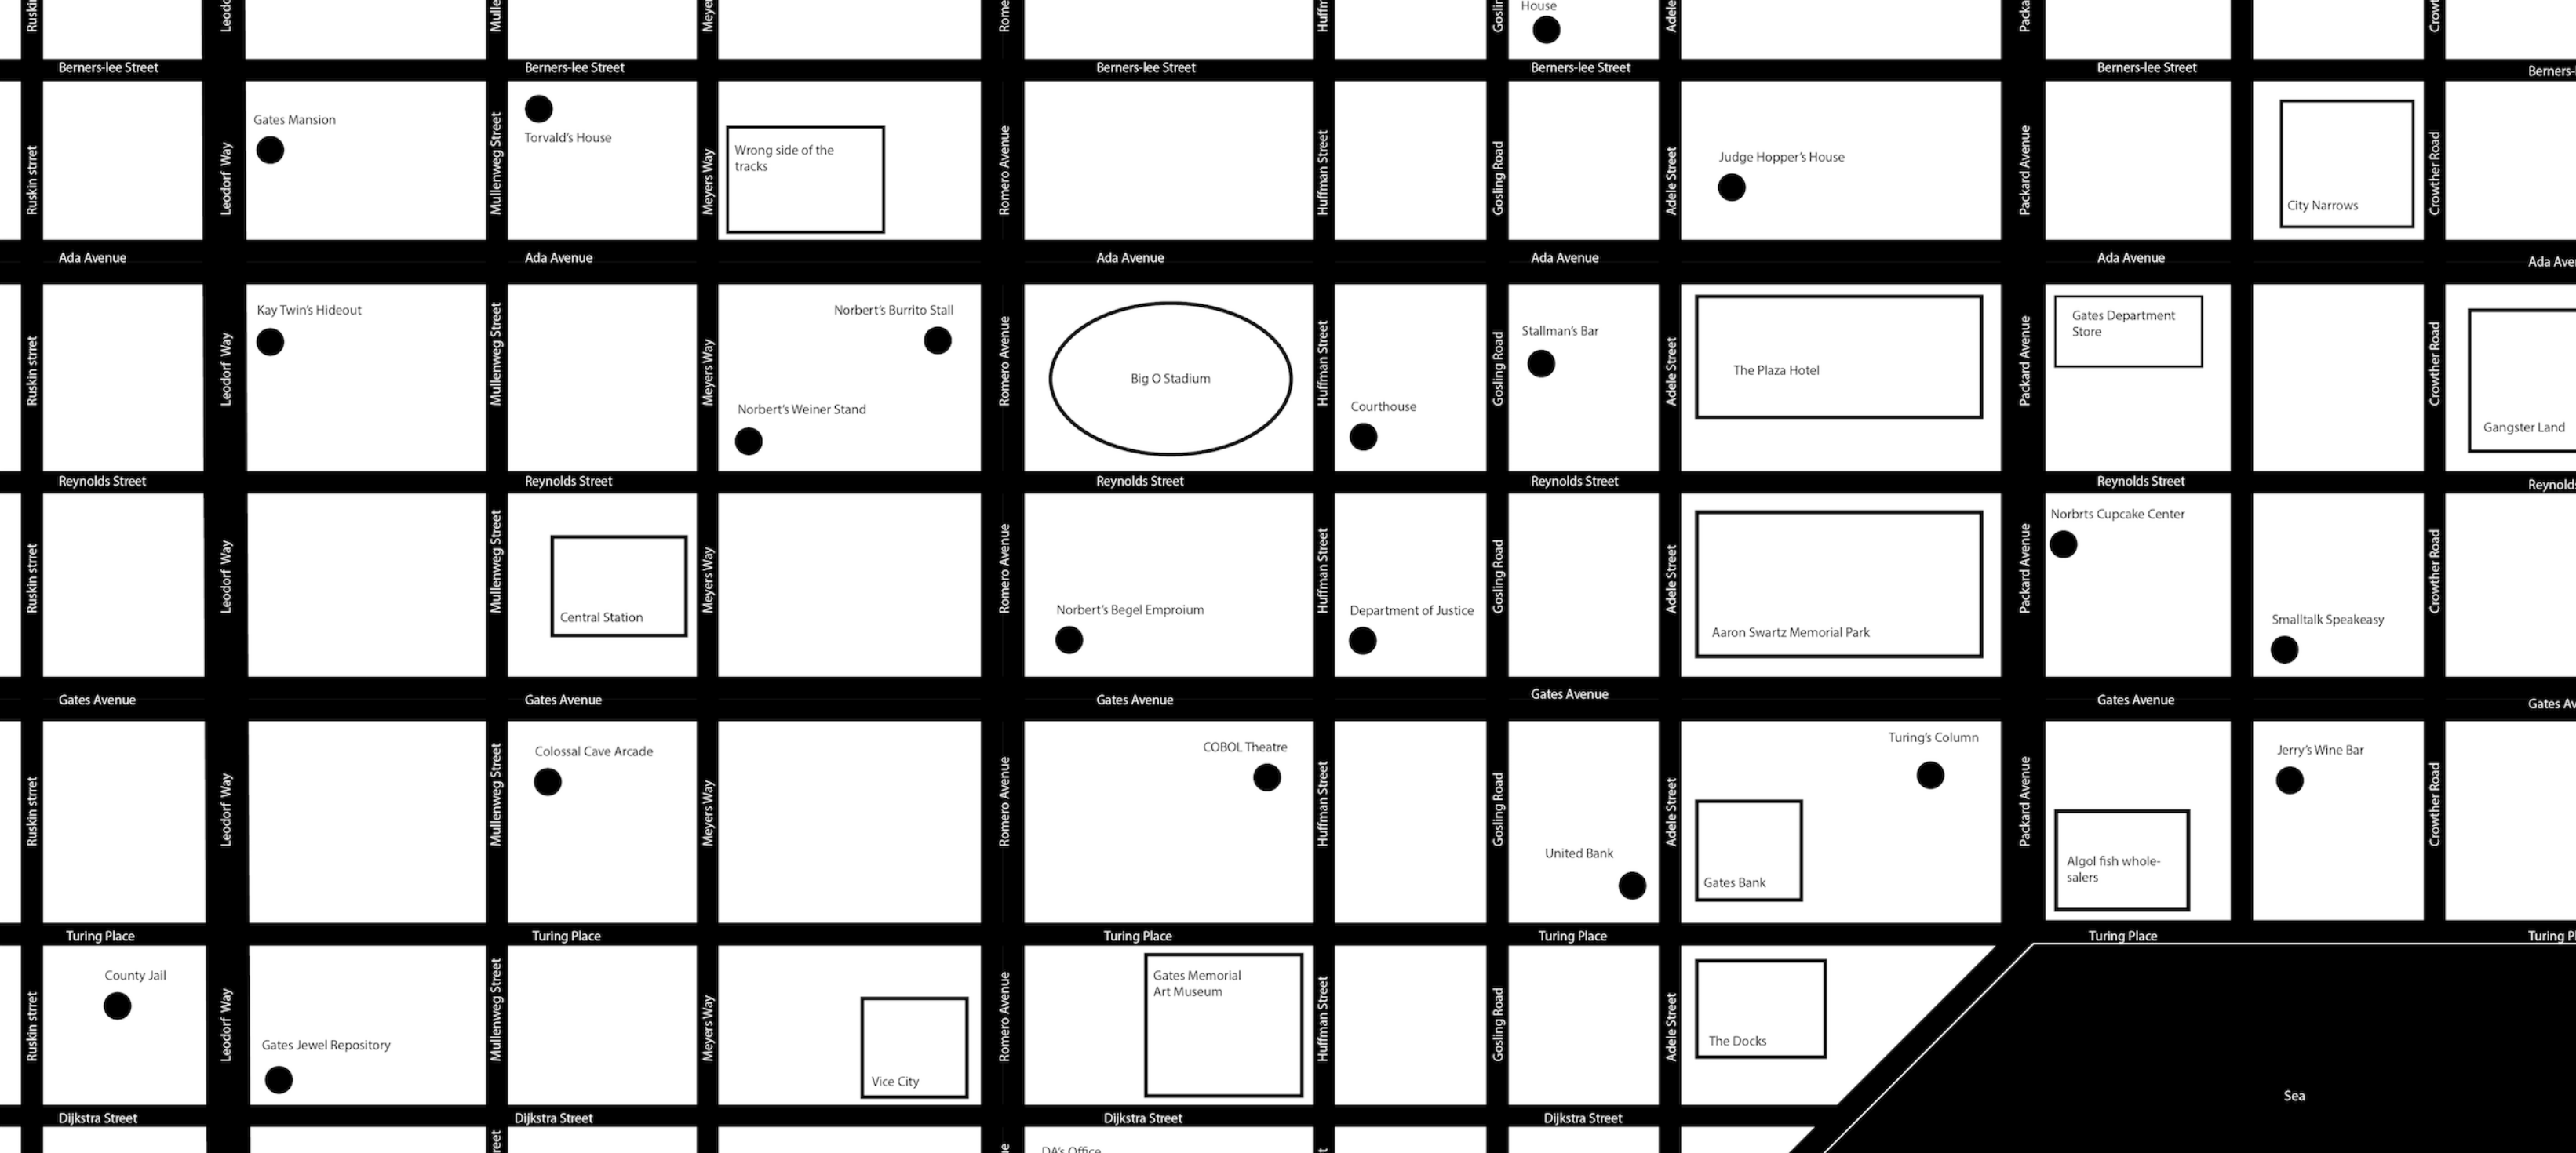 Ruski
Leodo
Mulle
Meye
Rome
Huffm
Goslin
House
Adele
Packa
Crowt
Berners-lee Street
Berners-lee Street
Berners-lee Street
Berners-lee Street
Berners-lee Street
Berners-l
Ruskin strret
Leodorf Way
Gates Mansion
Mullenweg Street
Torvald's House
Meyers Way
Wrong side of the
tracks
Romero Avenue
Huffman Street
Gosling Road
Adele Street
Judge Hopper's House
Packard Avenue
City Narrows
Crowther Road
Ada Avenue
Ada Avenue
Ada Avenue
Ada Avenue
Ada Avenue
Ada Aven
Ruskin strret
Leodorf Way
Kay Twin's Hideout
Mullenweg Street
Meyers Way
Norbert's Burrito Stall
Norbert's Weiner Stand
Romero Avenue
Big O Stadium
Huffman Street
Courthouse
Gosling Road
Stallman's Bar
Adele Street
The Plaza Hotel
Packard Avenue
Gates Department
Store
Crowther Road
Gangster Land
Reynolds Street
Reynolds Street
Reynolds Street
Reynolds Street
Reynolds Street
Reynolds
Ruskin strret
Leodorf Way
Mullenweg Street
Central Station
Meyers Way
Romero Avenue
Norbert's Begel Emproium
Huffman Street
Department of Justice
Gosling Road
Adele Street
Aaron Swartz Memorial Park
Packard Avenue
Norbrts Cupcake Center
Smalltalk Speakeasy
Crowther Road
Gates Avenue
Gates Avenue
Gates Avenue
Gates Avenue
Gates Avenue
Gates Av
Ruskin strret
Leodorf Way
Mullenweg Street
Colossal Cave Arcade
Meyers Way
Romero Avenue
COBOL Theatre
Huffman Street
Gosling Road
United Bank
Adele Street
Turing's Column
Gates Bank
Packard Avenue
Algol fish whole-
salers
Jerry's Wine Bar
Crowther Road
Turing Place
Turing Place
Turing Place
Turing Place
Turing Place
Turing Pl
Ruskin strret
County Jail
Leodorf Way
Gates Jewel Repository
Mullenweg Street
Meyers Way
Vice City
Romero Avenue
Gates Memorial
Art Museum
Huffman Street
Gosling Road
Adele Street
The Docks
Sea
Dijkstra Street
Dijkstra Street
Dijkstra Street
Dijkstra Street
reet
ue
DA's Office
t